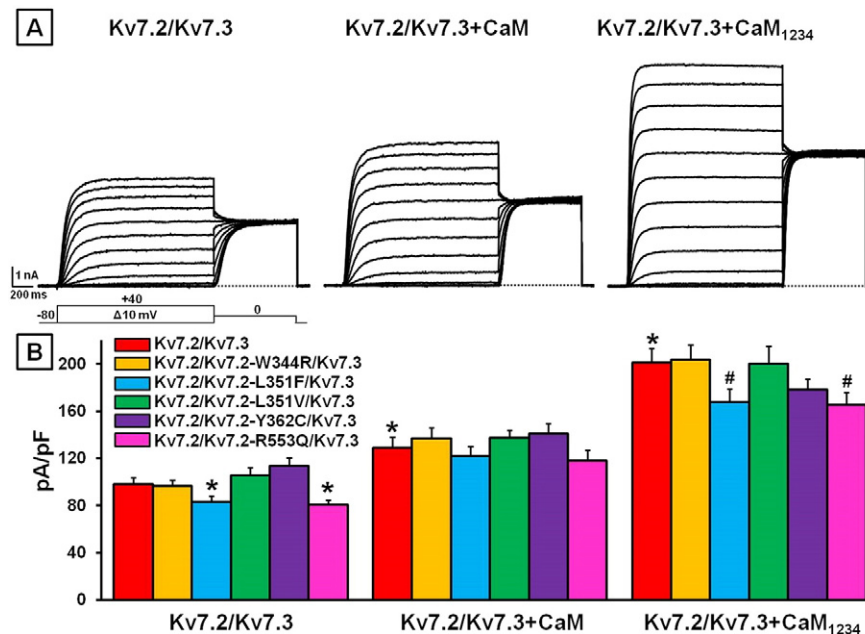 A
Kv7.2/Kv7.3
Kv7.2/Kv7.3+CaM
Kv7.2/Kv7.3+CaM₁₂₃₄
1 nA
200 ms
+40
-80
Δ10 mV
0
B
Kv7.2/Kv7.3
Kv7.2/Kv7.2-W344R/Kv7.3
Kv7.2/Kv7.2-L351F/Kv7.3
Kv7.2/Kv7.2-L351V/Kv7.3
Kv7.2/Kv7.2-Y362C/Kv7.3
Kv7.2/Kv7.2-R553Q/Kv7.3
pA/pF
200
160
120
80
40
0
*
*
*
*
#
#
Kv7.2/Kv7.3
Kv7.2/Kv7.3+CaM
Kv7.2/Kv7.3+CaM₁₂₃₄